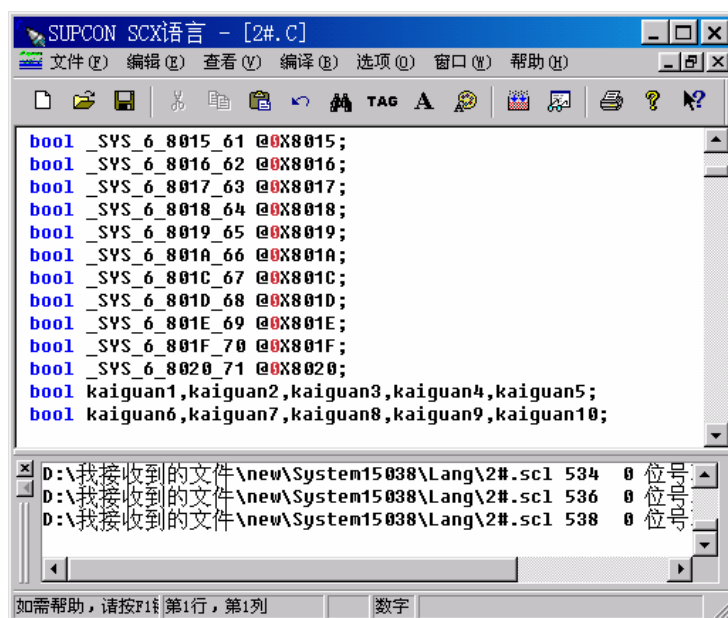 SUPCON SCX语言 - [2#.C]
文件(F) 编辑(E) 查看(V) 编译(B) 选项(O) 窗口(W) 帮助(H)
TAG A
bool _SYS_6_8015_61 @0X8015;
bool _SYS_6_8016_62 @0X8016;
bool _SYS_6_8017_63 @0X8017;
bool _SYS_6_8018_64 @0X8018;
bool _SYS_6_8019_65 @0X8019;
bool _SYS_6_801A_66 @0X801A;
bool _SYS_6_801C_67 @0X801C;
bool _SYS_6_801D_68 @0X801D;
bool _SYS_6_801E_69 @0X801E;
bool _SYS_6_801F_70 @0X801F;
bool _SYS_6_8020_71 @0X8020;
bool kaiguan1,kaiguan2,kaiguan3,kaiguan4,kaiguan5;
bool kaiguan6,kaiguan7,kaiguan8,kaiguan9,kaiguan10;
D:\我接收到的文件\new\System15038\Lang\2#.scl 534 0 位号
D:\我接收到的文件\new\System15038\Lang\2#.scl 536 0 位号
D:\我接收到的文件\new\System15038\Lang\2#.scl 538 0 位号
如需帮助，请按F1 第1行，第1列 数字